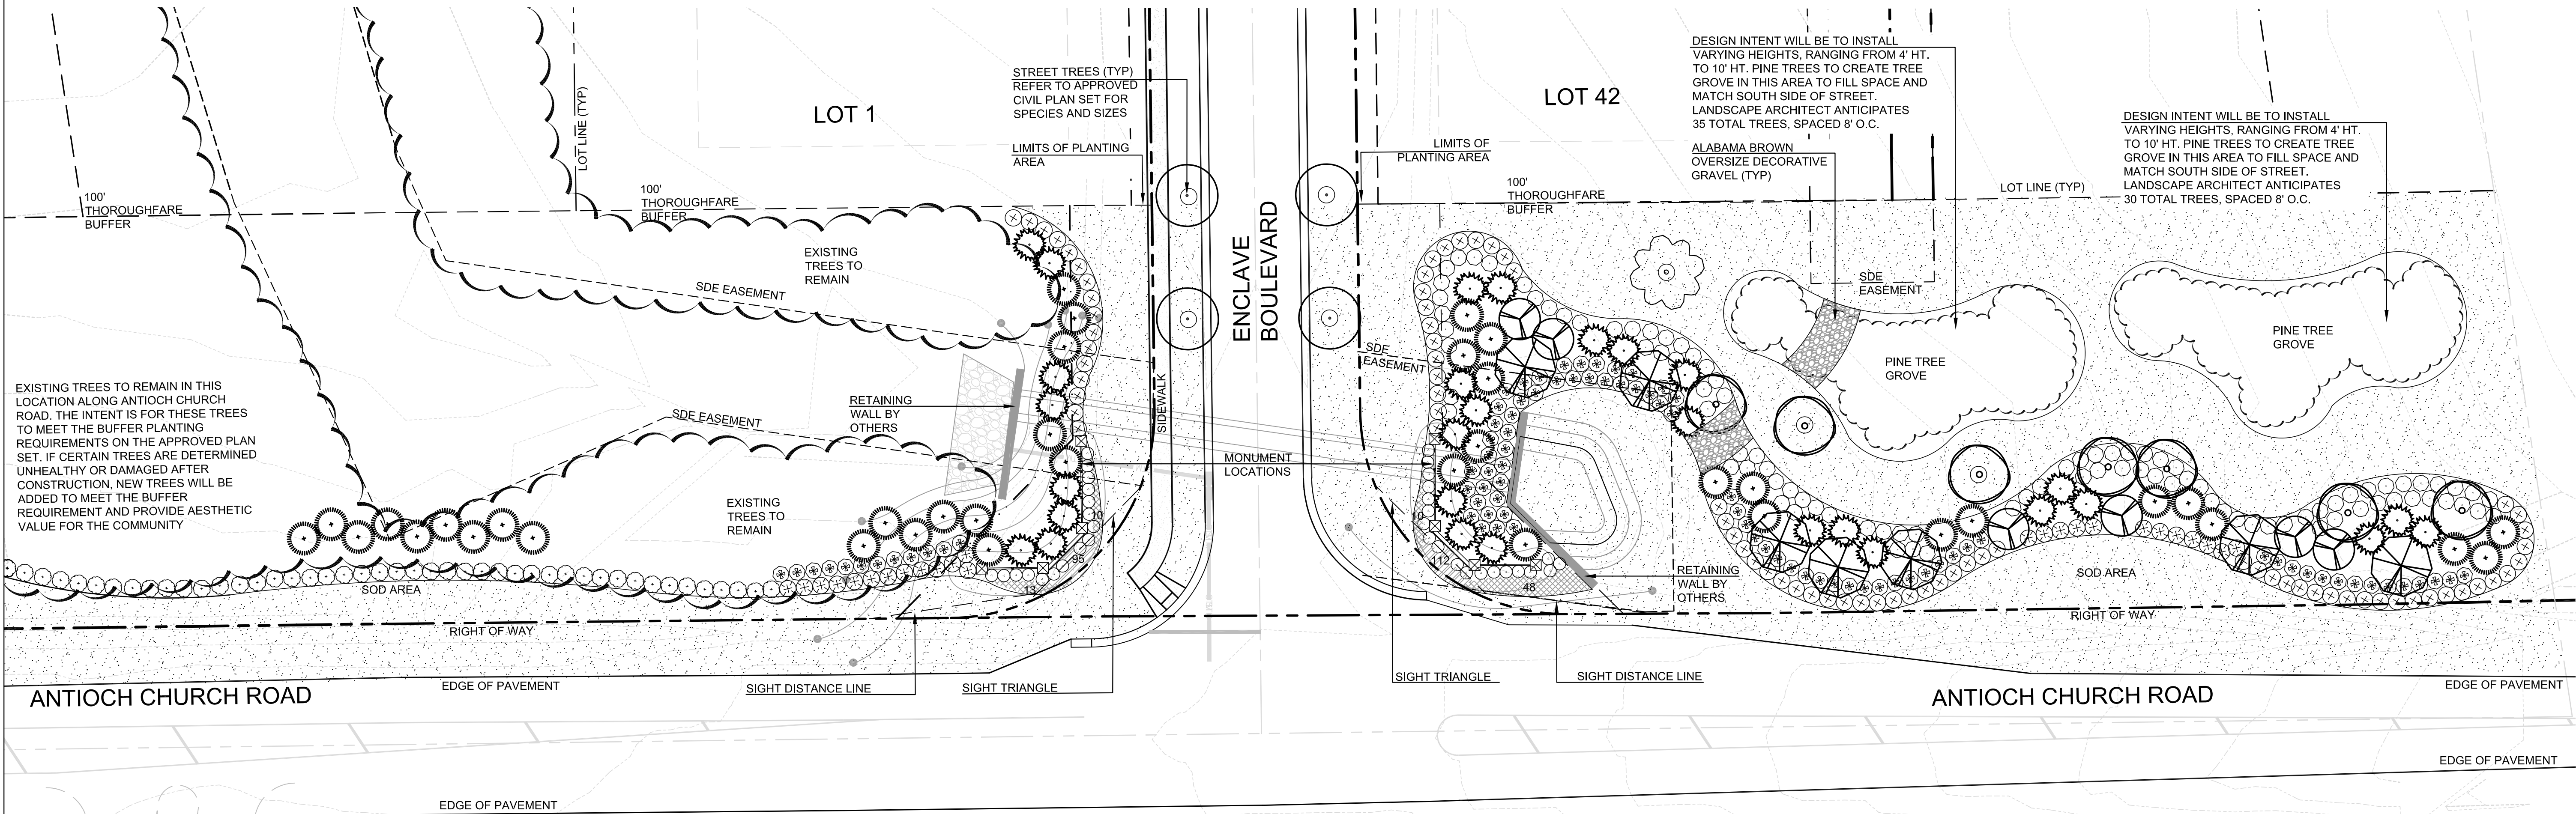 DESIGN INTENT WILL BE TO INSTALL
VARYING HEIGHTS, RANGING FROM 4' HT.
TO 10' HT. PINE TREES TO CREATE TREE
GROVE IN THIS AREA TO FILL SPACE AND
MATCH SOUTH SIDE OF STREET.
LANDSCAPE ARCHITECT ANTICIPATES
35 TOTAL TREES, SPACED 8' O.C.
STREET TREES (TYP)
REFER TO APPROVED
CIVIL PLAN SET FOR
SPECIES AND SIZES
LOT 1
LOT 42
LOT LINE (TYP)
DESIGN INTENT WILL BE TO INSTALL
VARYING HEIGHTS, RANGING FROM 4' HT.
TO 10' HT. PINE TREES TO CREATE TREE
GROVE IN THIS AREA TO FILL SPACE AND
MATCH SOUTH SIDE OF STREET.
LANDSCAPE ARCHITECT ANTICIPATES
30 TOTAL TREES, SPACED 8' O.C.
LIMITS OF PLANTING
AREA
LIMITS OF
PLANTING AREA
ALABAMA BROWN
OVERSIZE DECORATIVE
GRAVEL (TYP)
100'
THOROUGHFARE
BUFFER
100'
THOROUGHFARE
BUFFER
100'
THOROUGHFARE
BUFFER
LOT LINE (TYP)
ENCLAVE
BOULEVARD
EXISTING
TREES TO
REMAIN
SDE EASEMENT
SDE
EASEMENT
SDE
EASEMENT
PINE TREE
GROVE
PINE TREE
GROVE
EXISTING TREES TO REMAIN IN THIS
LOCATION ALONG ANTIOCH CHURCH
ROAD. THE INTENT IS FOR THESE TREES
TO MEET THE BUFFER PLANTING
REQUIREMENTS ON THE APPROVED PLAN
SET. IF CERTAIN TREES ARE DETERMINED
UNHEALTHY OR DAMAGED AFTER
CONSTRUCTION, NEW TREES WILL BE
ADDED TO MEET THE BUFFER
REQUIREMENT AND PROVIDE AESTHETIC
VALUE FOR THE COMMUNITY
RETAINING
WALL BY
OTHERS
SIDEWALK
SDE EASEMENT
MONUMENT
LOCATIONS
EXISTING
TREES TO
REMAIN
10
10
95
112
13
48
RETAINING
WALL BY
OTHERS
SOD AREA
SOD AREA
RIGHT OF WAY
RIGHT OF WAY
SIGHT DISTANCE LINE
SIGHT TRIANGLE
SIGHT TRIANGLE
SIGHT DISTANCE LINE
EDGE OF PAVEMENT
EDGE OF PAVEMENT
ANTIOCH CHURCH ROAD
ANTIOCH CHURCH ROAD
EDGE OF PAVEMENT
EDGE OF PAVEMENT